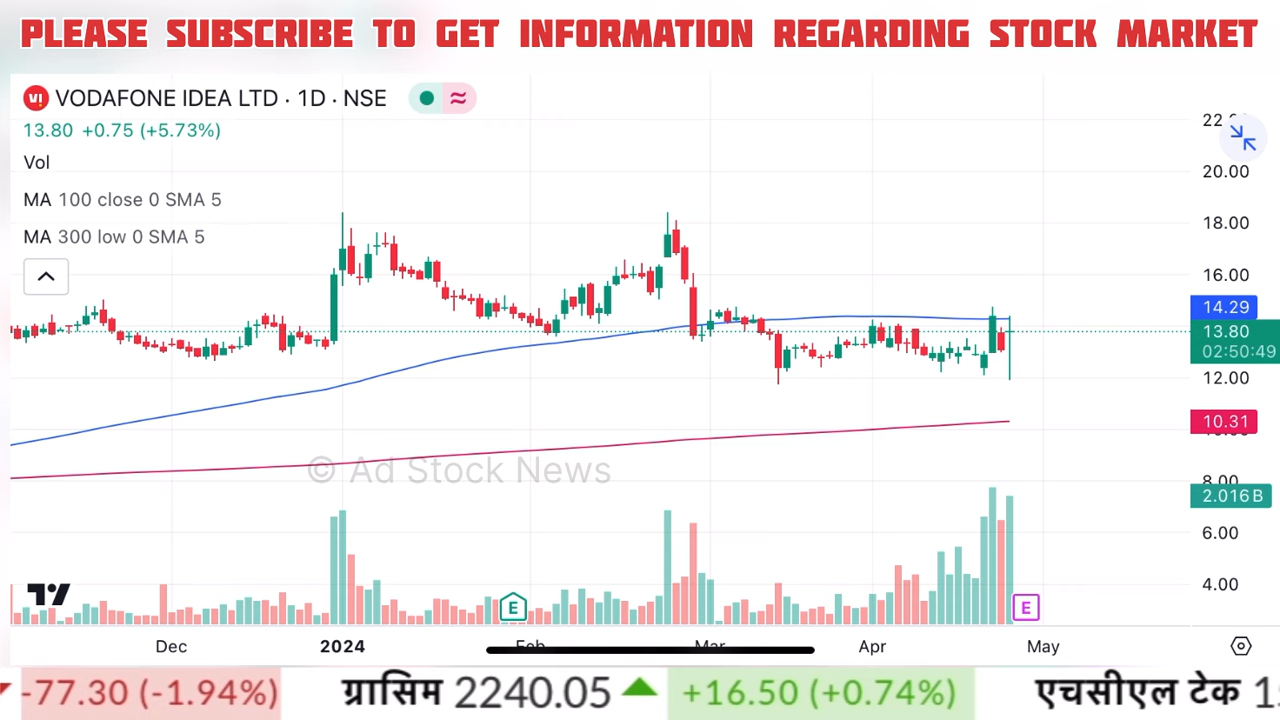 PLEASE SUBSCRIBE TO GET INFORMATION REGARDING STOCK MARKET
VODAFONE IDEA LTD · 1D · NSE
13.80 +0.75 (+5.73%)
Vol
MA 100 close 0 SMA 5
MA 300 low 0 SMA 5
20.00
18.00
16.00
14.29
13.80
02:50:49
12.00
10.31
8.00
2.016 B
6.00
4.00
© Ad Stock News
E
E
Dec 2024 Feb Mar Apr May
-77.30 (-1.94%) ग्रासिम 2240.05 +16.50 (+0.74%) एचसीएल टेक